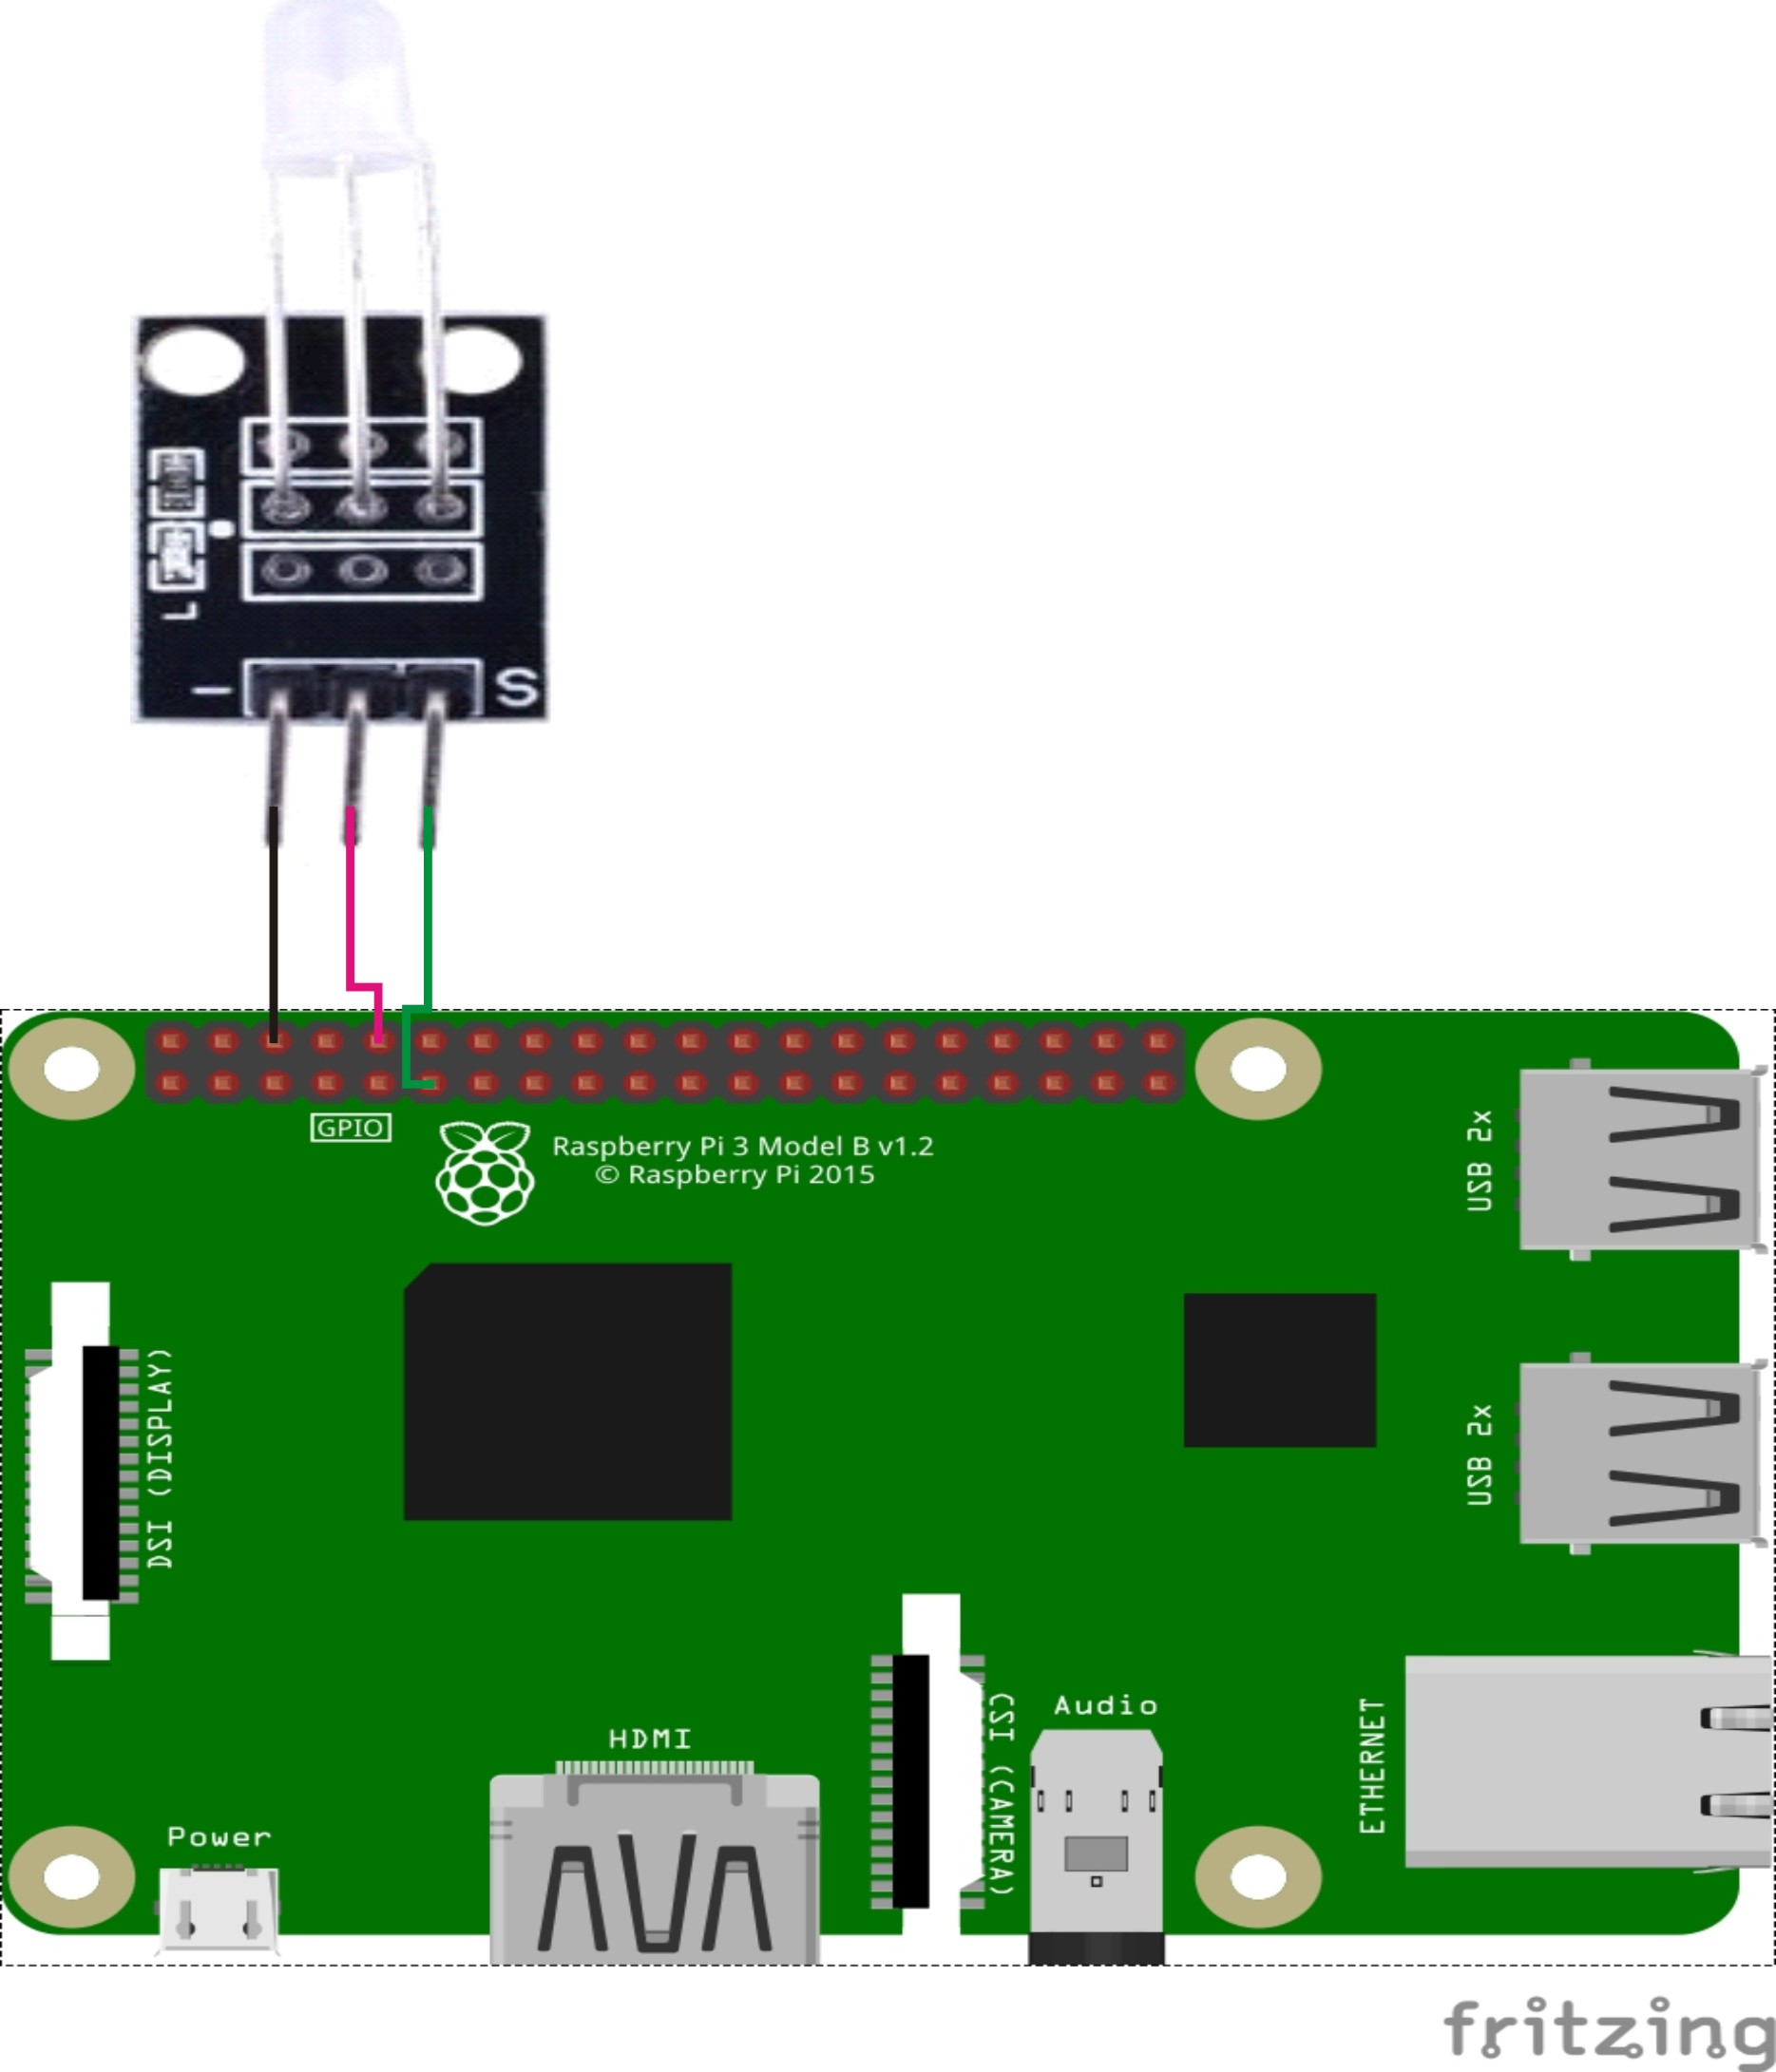 L
–
S
GPIO
Raspberry Pi 3 Model B v1.2
© Raspberry Pi 2015
USB 2x
USB 2x
DSI (DISPLAY)
CSI (CAMERA)
Audio
ETHERNET
HDMI
Power
fritzing